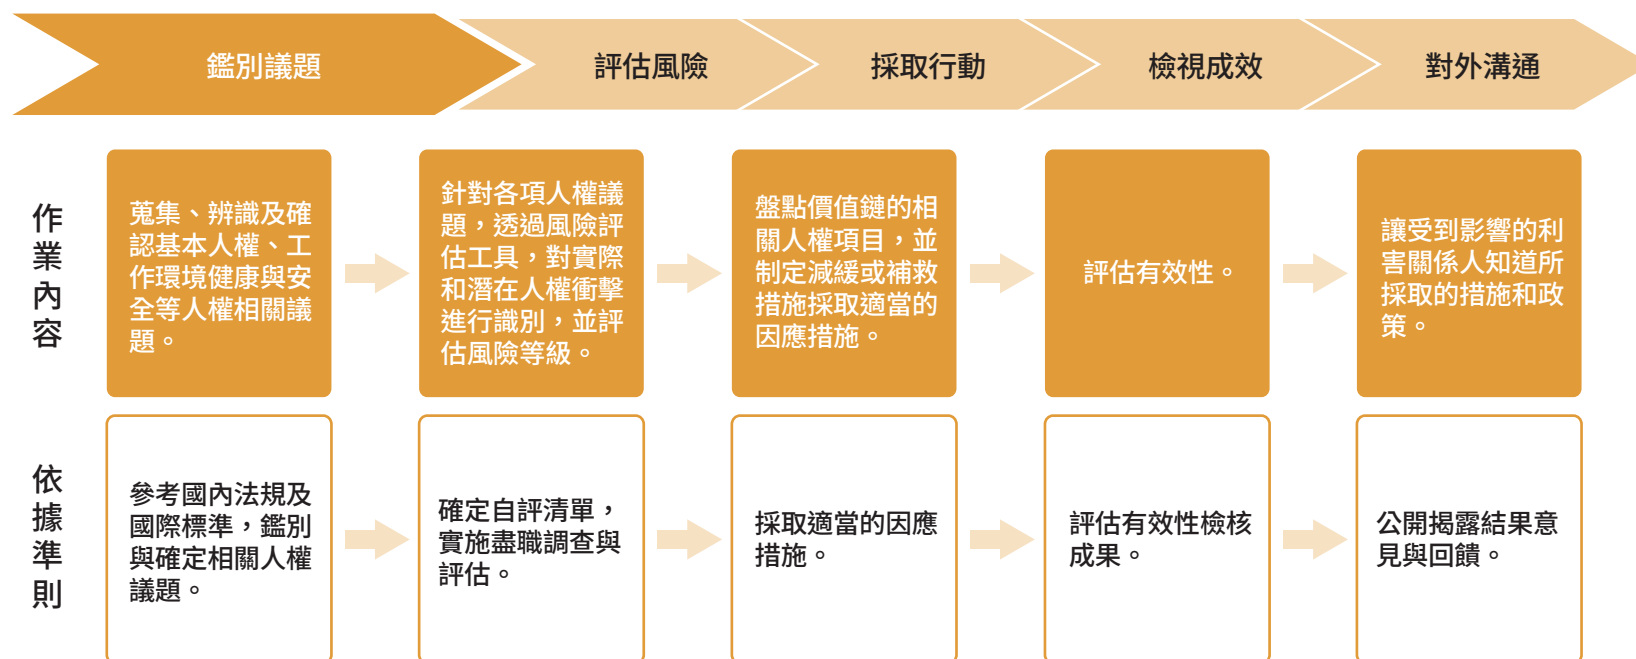 鑑別議題
評估風險
採取行動
檢視成效
對外溝通
作業內容
蒐集、辨識及確
認基本人權、工
作環境健康與安
全等人權相關議
題。
針對各項人權議
題，透過風險評
估工具，對實際
和潛在人權衝擊
進行識別，並評
估風險等級。
盤點價值鏈的相
關人權項目，並
制定減緩或補救
措施採取適當的
因應措施。
評估有效性。
讓受到影響的利
害關係人知道所
採取的措施和政
策。
依據準則
參考國內法規及
國際標準，鑑別
與確定相關人權
議題。
確定自評清單，
實施盡職調查與
評估。
採取適當的因應
措施。
評估有效性檢核
成果。
公開揭露結果意
見與回饋。